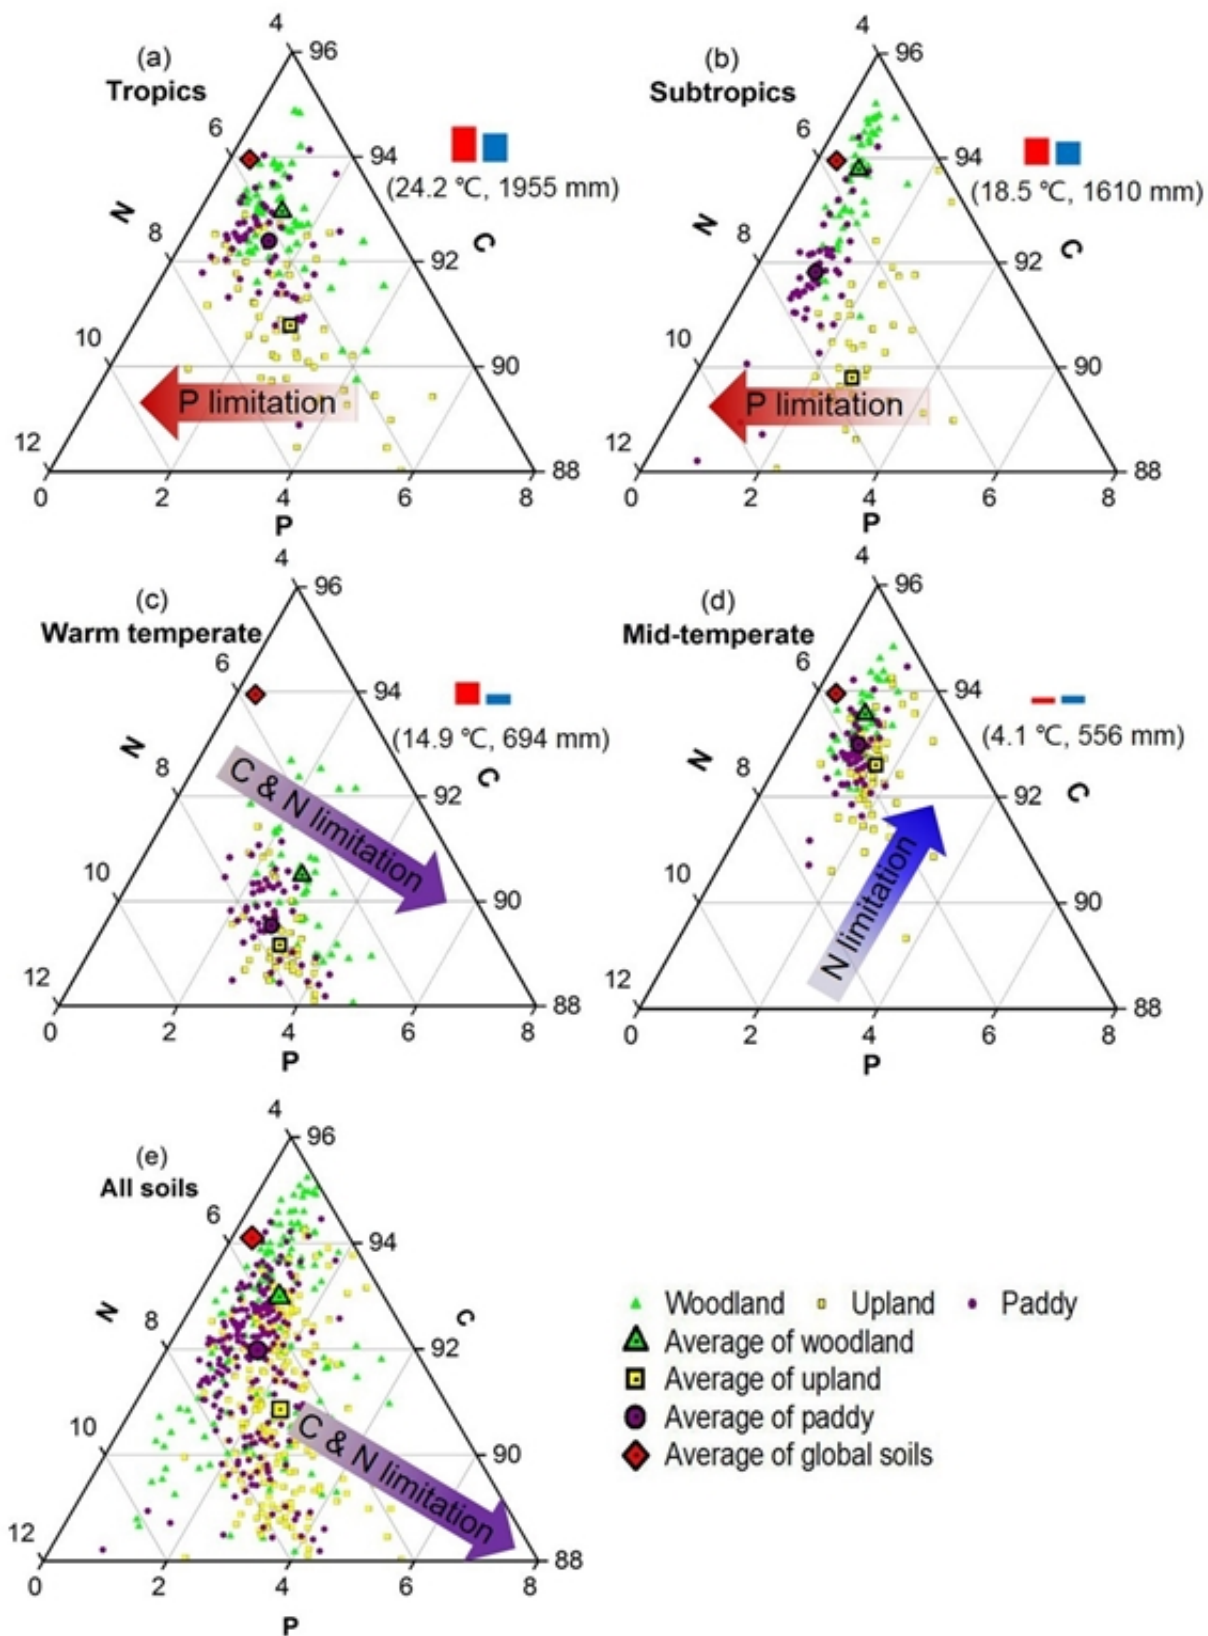 4
96
(a)
Tropics
6
94
(24.2 ℃, 1955 mm)
N
C
8
92
10
90
P limitation
12
88
0
2
4
6
8
P
4
96
(b)
Subtropics
6
94
(18.5 ℃, 1610 mm)
N
C
8
92
10
90
P limitation
12
88
0
2
4
6
8
P
4
96
(c)
Warm temperate
6
94
(14.9 ℃, 694 mm)
N
C
8
92
C & N limitation
10
90
12
88
0
2
4
6
8
P
4
96
(d)
Mid-temperate
6
94
(4.1 ℃, 556 mm)
N
C
8
92
10
90
N limitation
12
88
0
2
4
6
8
P
4
96
(e)
All soils
6
94
N
C
8
92
10
90
C & N limitation
12
88
0
2
4
6
8
P
Woodland Upland Paddy
Average of woodland
Average of upland
Average of paddy
Average of global soils